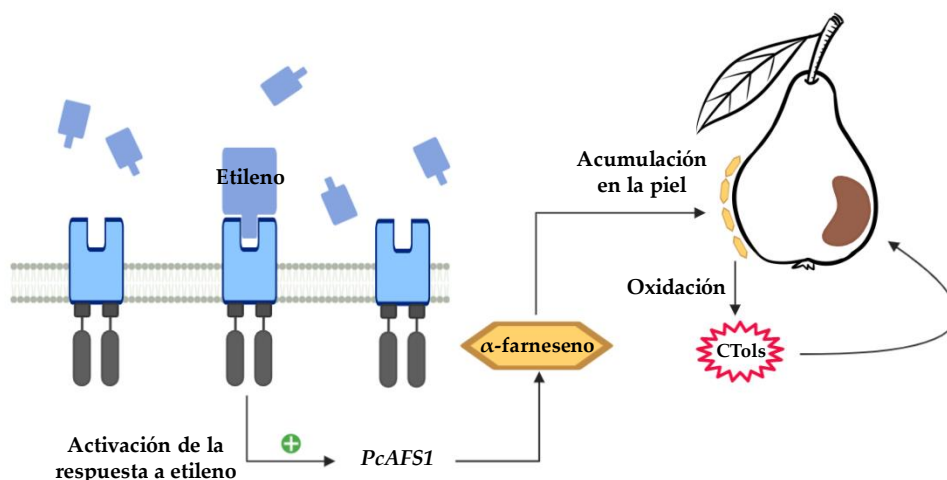 Etileno
Activación de la
respuesta a etileno
PcAFS1
α-farneseno
Acumulación
en la piel
Oxidación
CTols